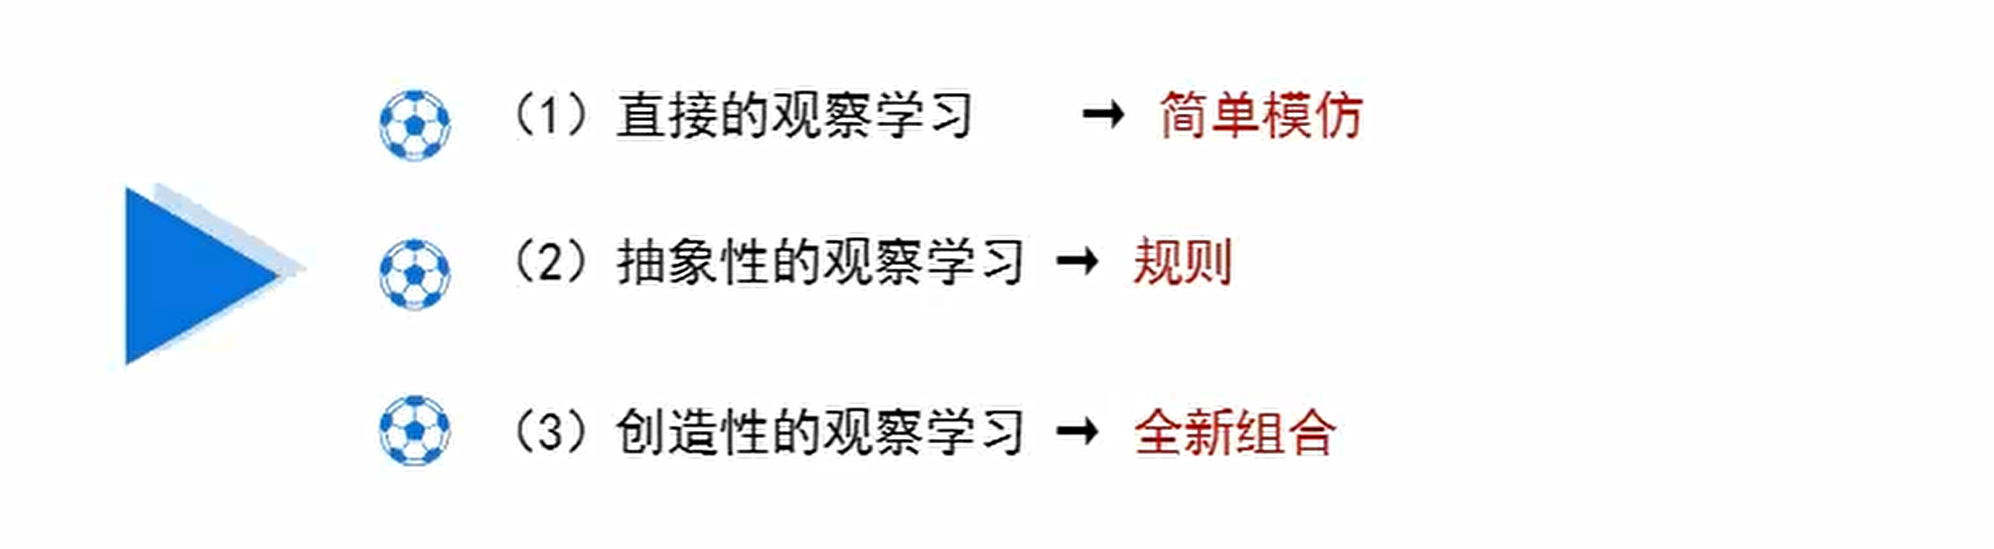 （1）直接的观察学习 → 简单模仿
（2）抽象性的观察学习 → 规则
（3）创造性的观察学习 → 全新组合